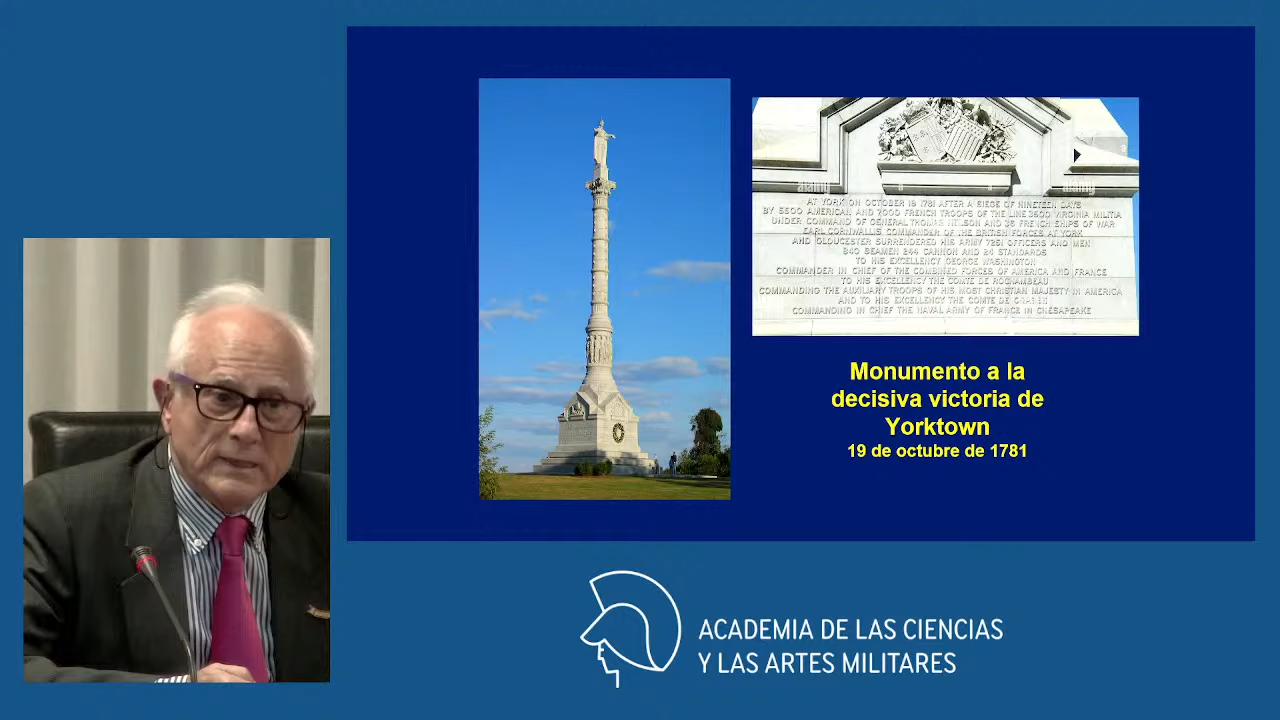 AT YORK ON OCTOBER 19 1781 AFTER A SIEGE OF NINETEEN DAYS
BY 5500 AMERICAN AND 7000 FRENCH TROOPS OF THE LINE 3500 VIRGINIA MILITIA
UNDER COMMAND OF GENERAL THOMAS NELSON AND 36 FRENCH SHIPS OF WAR
EARL CORNWALLIS COMMANDER OF THE BRITISH FORCES AT YORK
AND GLOUCESTER SURRENDERED HIS ARMY 7251 OFFICERS AND MEN
840 SEAMEN 244 CANNON AND 24 STANDARDS
TO HIS EXCELLENCY GEORGE WASHINGTON
COMMANDER IN CHIEF OF THE COMBINED FORCES OF AMERICA AND FRANCE
TO HIS EXCELLENCY THE COMTE DE ROCHAMBEAU
COMMANDING THE AUXILIARY TROOPS OF HIS MOST CHRISTIAN MAJESTY IN AMERICA
AND TO HIS EXCELLENCY THE COMTE DE GRASSE
COMMANDING IN CHIEF THE NAVAL ARMY OF FRANCE IN CHESAPEAKE
Monumento a la
decisiva victoria de
Yorktown
19 de octubre de 1781
ACADEMIA DE LAS CIENCIAS
Y LAS ARTES MILITARES